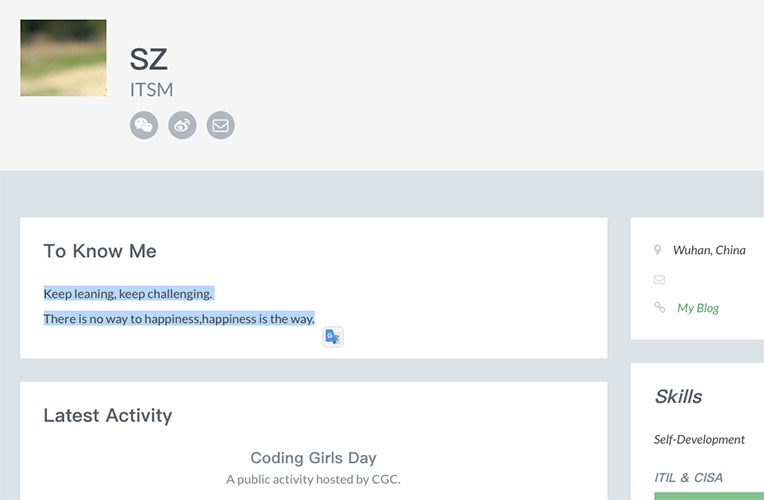 SZ
ITSM
To Know Me
Keep leaning, keep challenging.
There is no way to happiness,happiness is the way.
Latest Activity
Coding Girls Day
A public activity hosted by CGC.
Wuhan, China
My Blog
Skills
Self-Development
ITIL & CISA